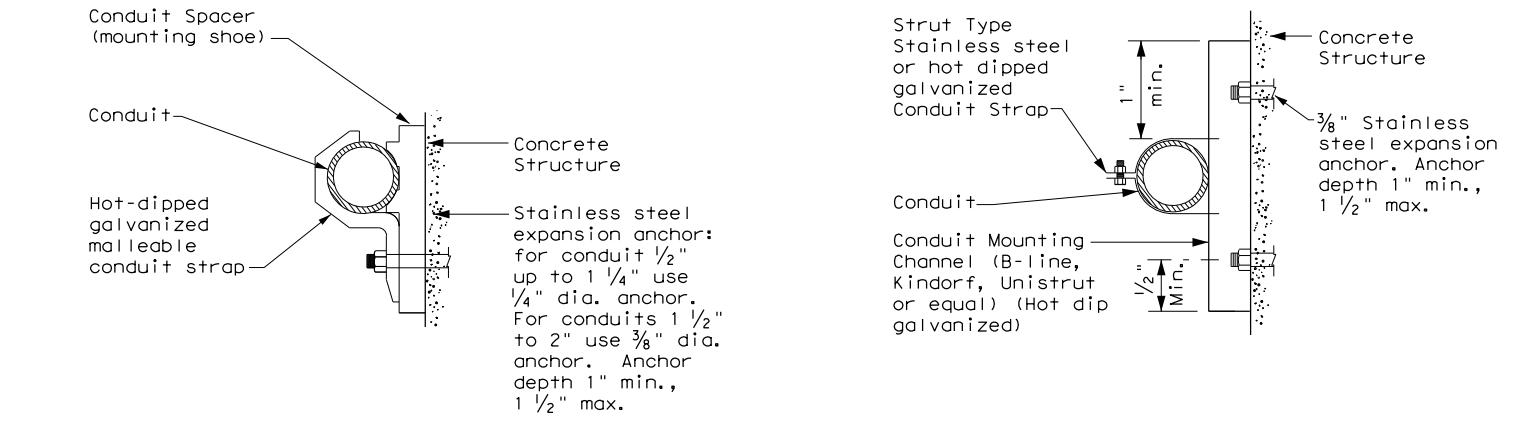 Conduit Spacer
(mounting shoe)
Conduit
Hot-dipped
galvanized
malleable
conduit strap
Concrete
Structure
Stainless steel
expansion anchor:
for conduit 1/2"
up to 1 1/4" use
1/4" dia. anchor.
For conduits 1 1/2"
to 2" use 3/8" dia.
anchor. Anchor
depth 1" min.,
1 1/2" max.
Strut Type
Stainless steel
or hot dipped
galvanized
Conduit Strap
1"
min.
Conduit
Conduit Mounting
Channel (B-line,
Kindorf, Unistrut
or equal) (Hot dip
galvanized)
1/2"
Min.
Concrete
Structure
3/8" Stainless
steel expansion
anchor. Anchor
depth 1" min.,
1 1/2" max.